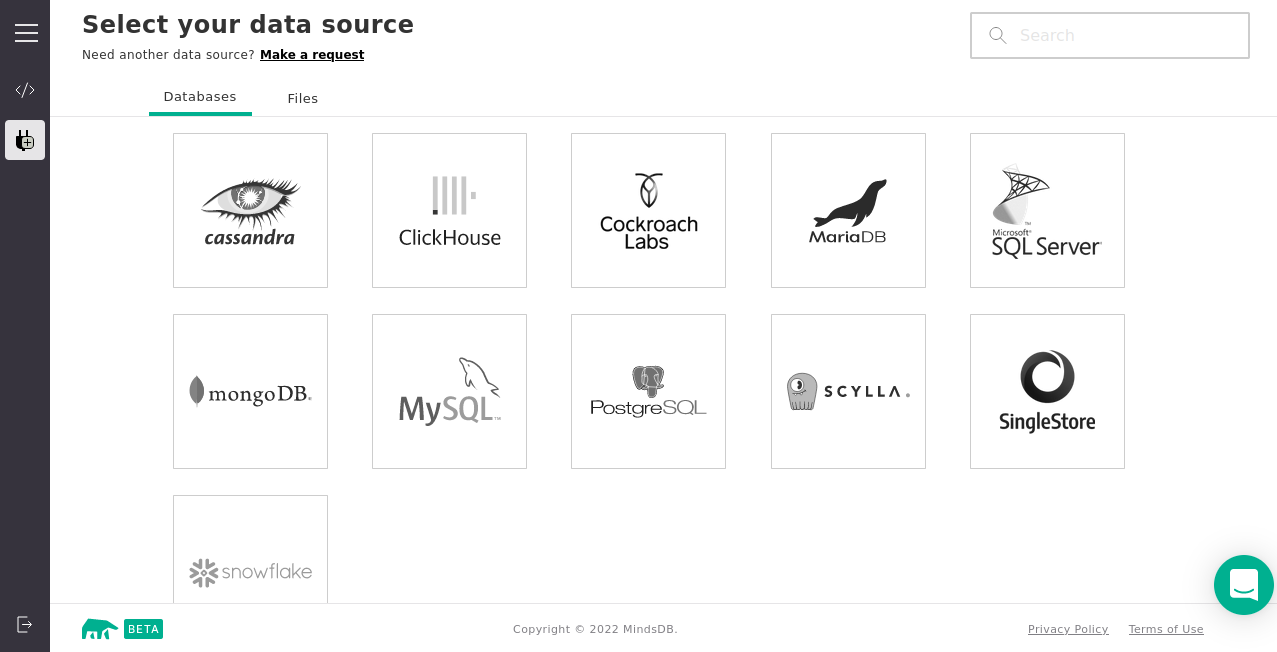 Select your data source
Need another data source? Make a request
Search
Databases
Files
cassandra
ClickHouse
Cockroach
Labs
MariaDB
Microsoft®
SQL Server
mongoDB®
MySQL™
PostgreSQL
SCYLLA
SingleStore
snowflake
BETA
Copyright © 2022 MindsDB.
Privacy Policy
Terms of Use